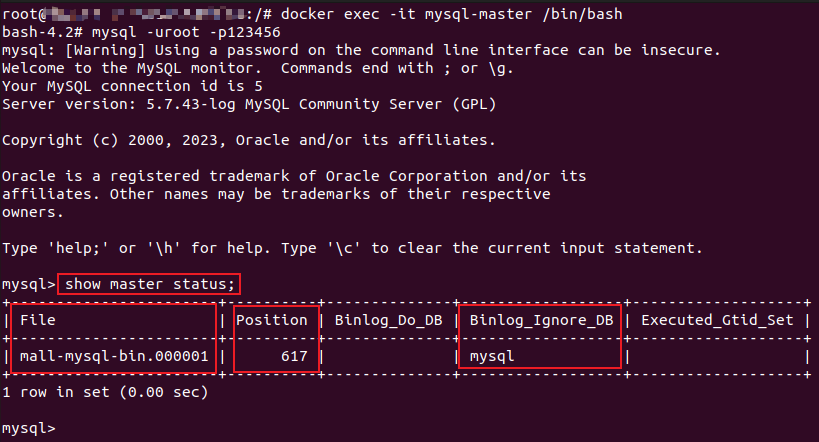 root@:/# docker exec -it mysql-master /bin/bash
bash-4.2# mysql -uroot -p123456
mysql: [Warning] Using a password on the command line interface can be insecure.
Welcome to the MySQL monitor.  Commands end with ; or \g.
Your MySQL connection id is 5
Server version: 5.7.43-log MySQL Community Server (GPL)

Copyright (c) 2000, 2023, Oracle and/or its affiliates.

Oracle is a registered trademark of Oracle Corporation and/or its
affiliates. Other names may be trademarks of their respective
owners.

Type 'help;' or '\h' for help. Type '\c' to clear the current input statement.

mysql> show master status;
+-----------------------+----------+--------------+------------------+-------------------+
| File                  | Position | Binlog_Do_DB | Binlog_Ignore_DB | Executed_Gtid_Set |
+-----------------------+----------+--------------+------------------+-------------------+
| mall-mysql-bin.000001 |      617 |              | mysql            |                   |
+-----------------------+----------+--------------+------------------+-------------------+
1 row in set (0.00 sec)

mysql>